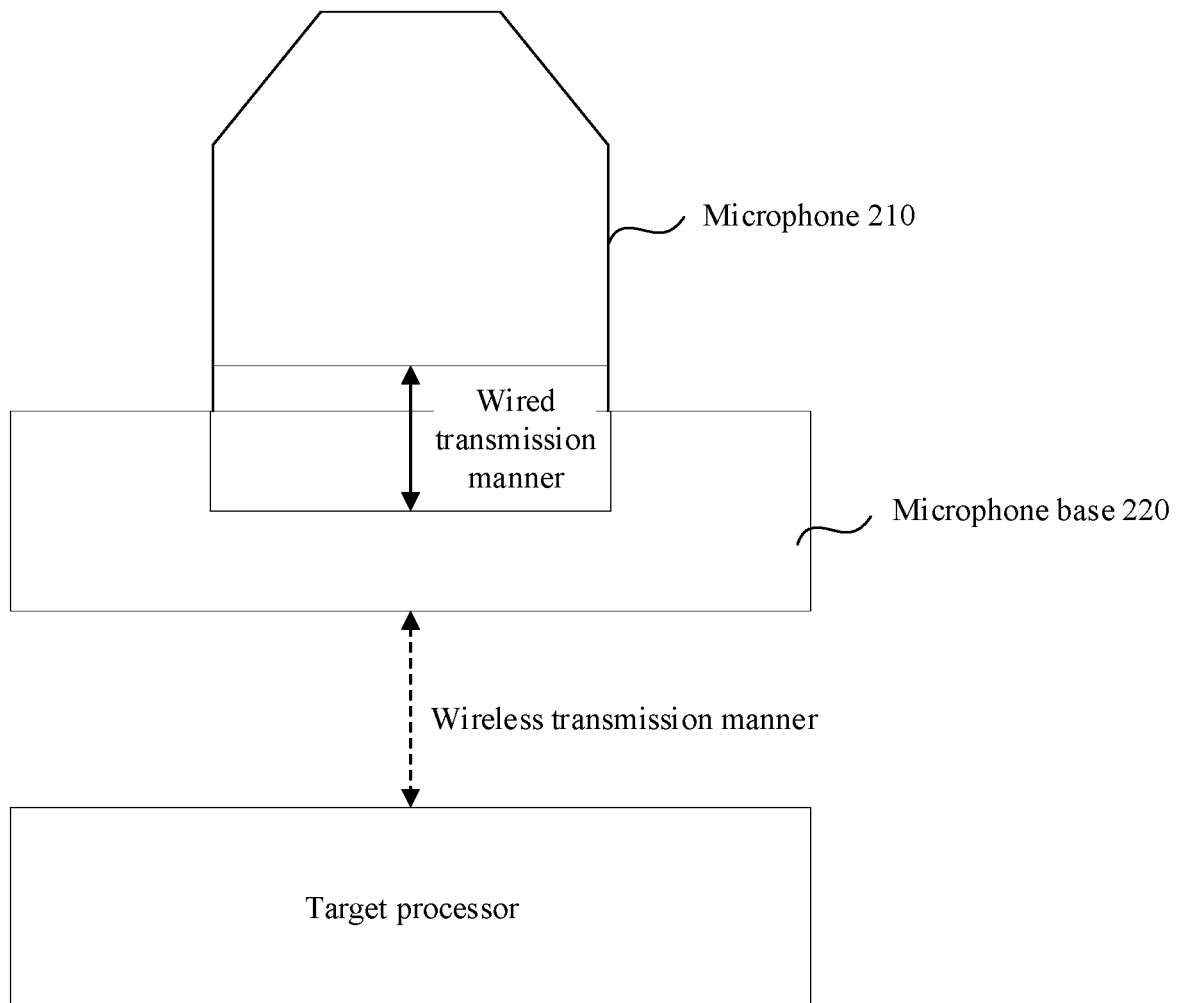 Microphone 210
Wired
transmission
manner
Microphone base 220
Wireless transmission manner
Target processor